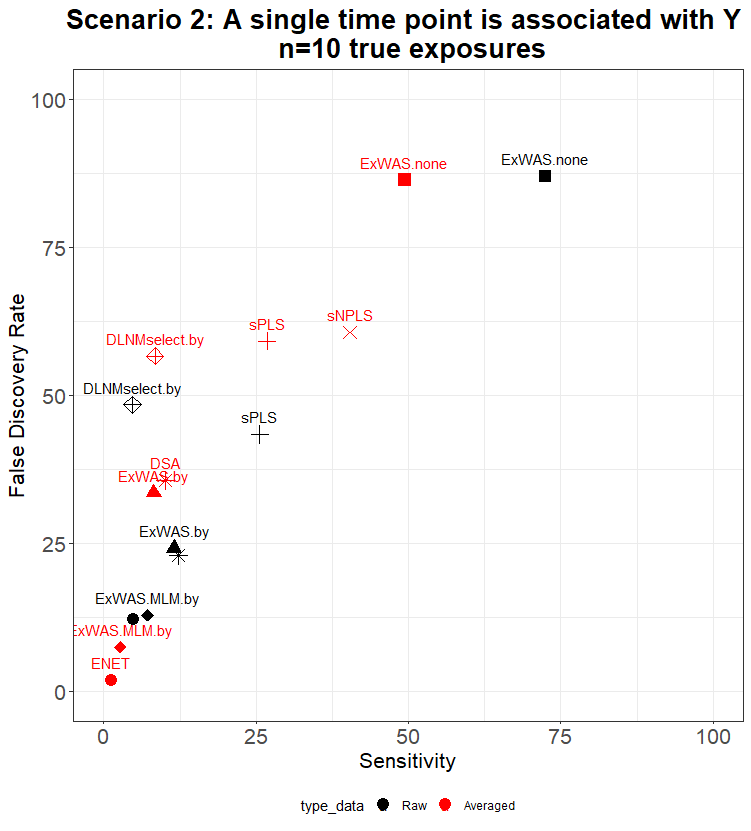 Scenario 2: A single time point is associated with Y
n=10 true exposures
False Discovery Rate
100
75
50
25
0
ExWAS.none
ExWAS.none
sNPLS
sPLS
DLNMselect.by
DLNMselect.by
sPLS
DSA
ExWAS.by
ExWAS.by
ExWAS.MLM.by
ExWAS.MLM.by
ENET
0 25 50 75 100
Sensitivity
type_data Raw Averaged